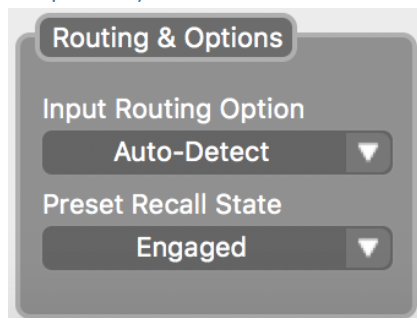 Routing & Options
Input Routing Option
Auto-Detect
Preset Recall State
Engaged